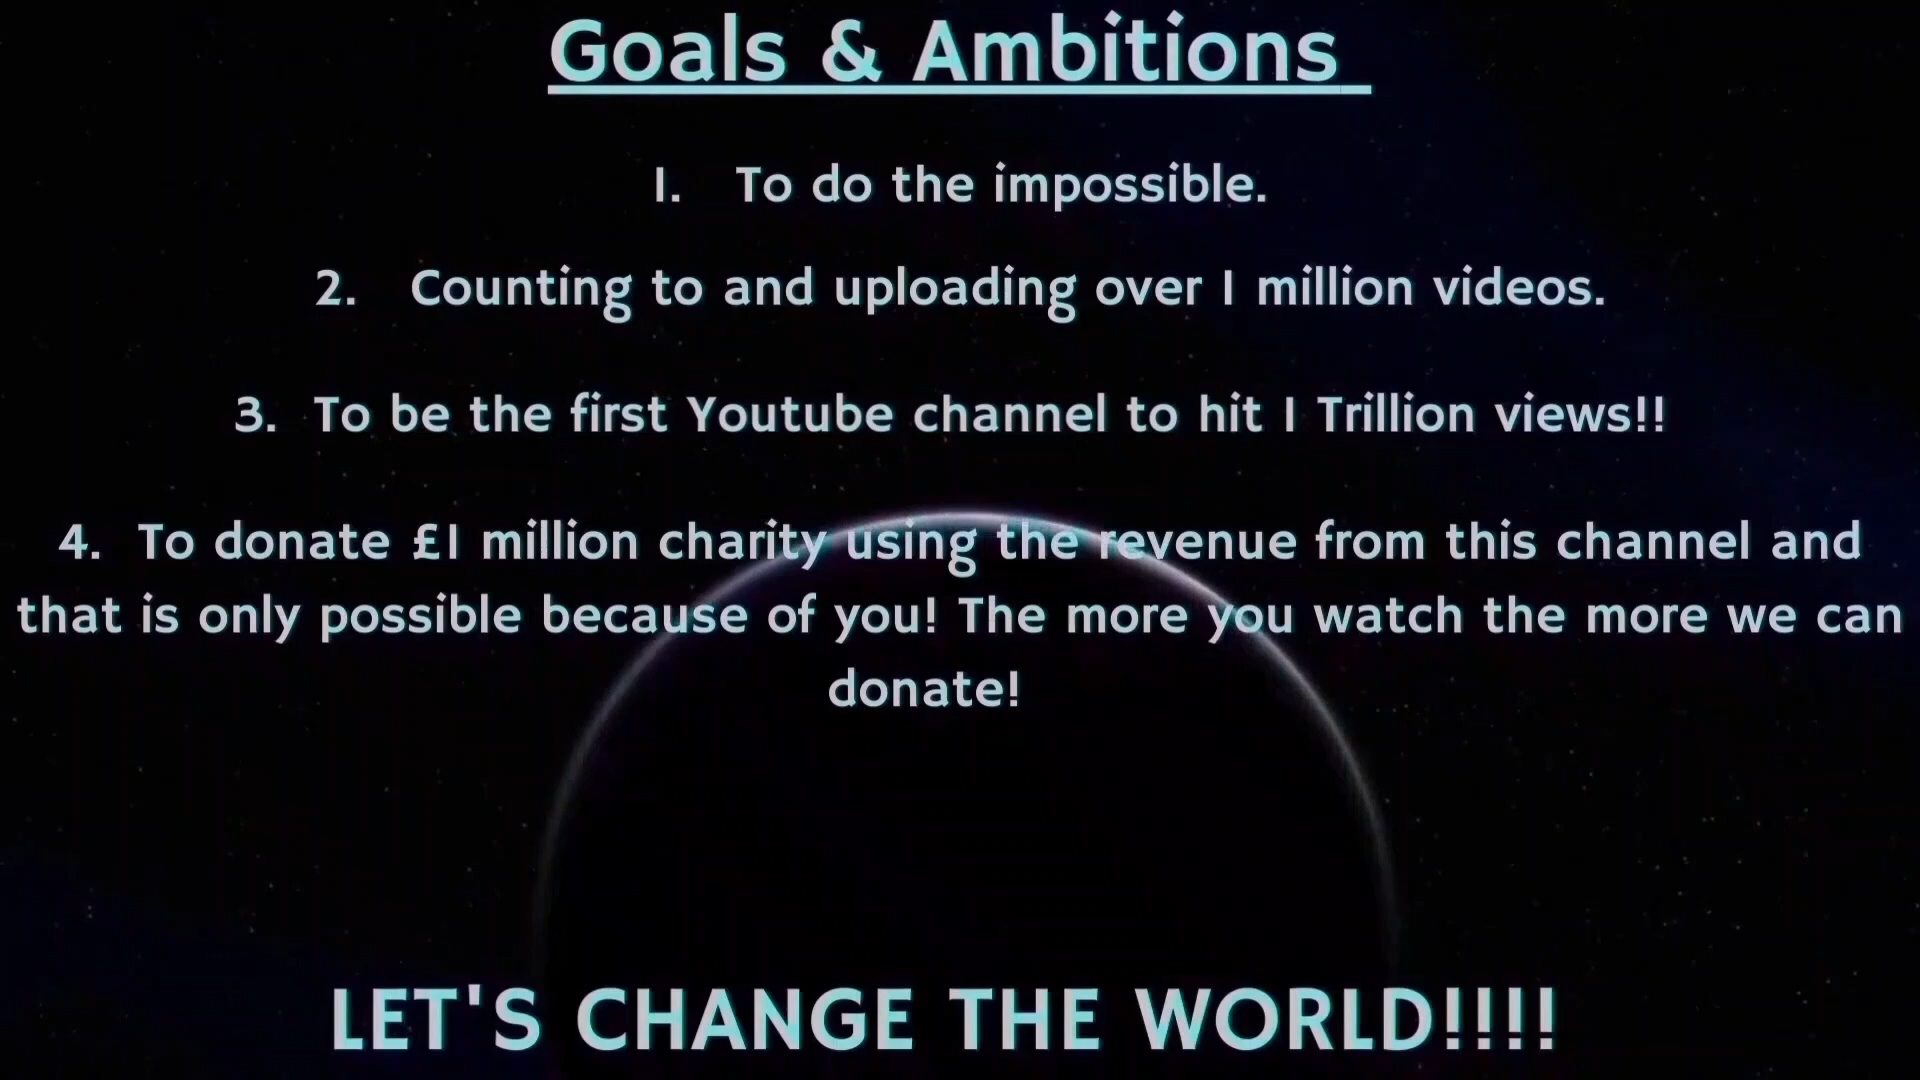 Goals & Ambitions
1. To do the impossible.
2. Counting to and uploading over 1 million videos.
3. To be the first Youtube channel to hit 1 Trillion views!!
4. To donate £1 million charity using the revenue from this channel and
that is only possible because of you! The more you watch the more we can
donate!
LET'S CHANGE THE WORLD!!!!